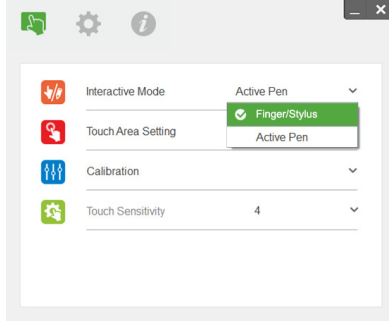 Interactive Mode Active Pen
Finger/Stylus
Touch Area Setting
Active Pen
Calibration
Touch Sensitivity 4